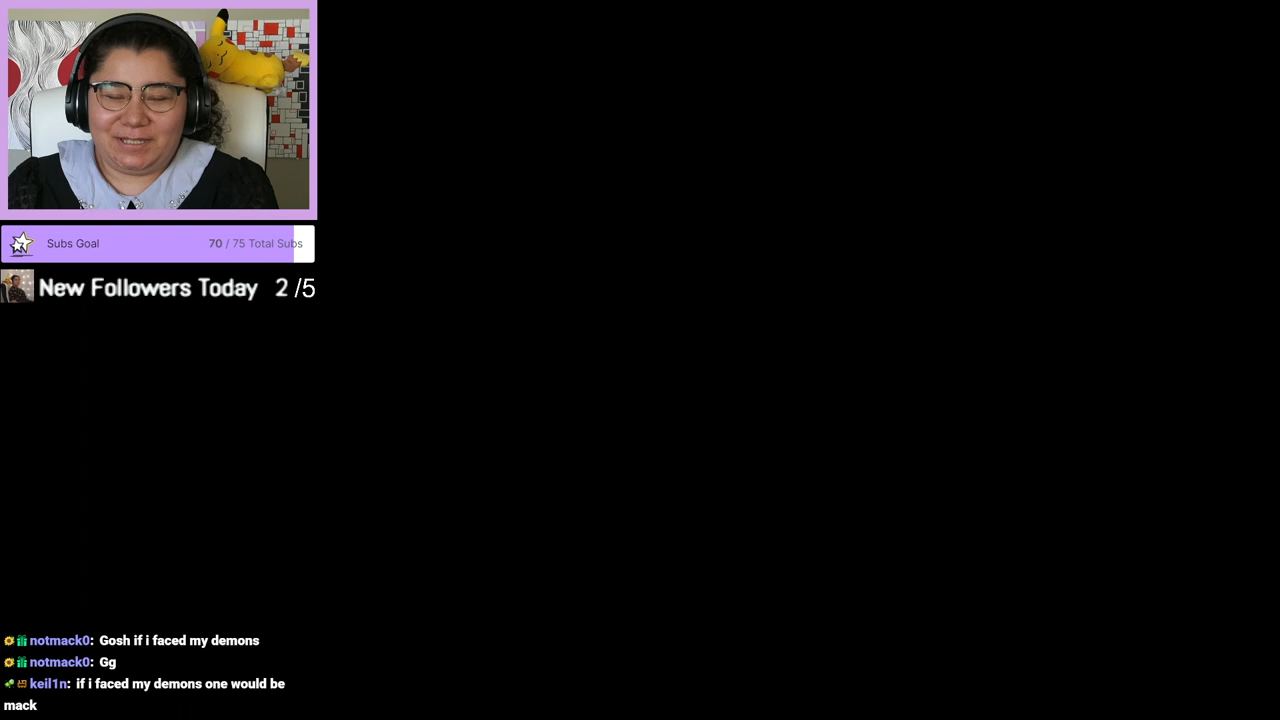 Subs Goal 70 / 75 Total Subs
New Followers Today 2 /5
notmack0: Gosh if i faced my demons
notmack0: Gg
keil1n: if i faced my demons one would be
mack